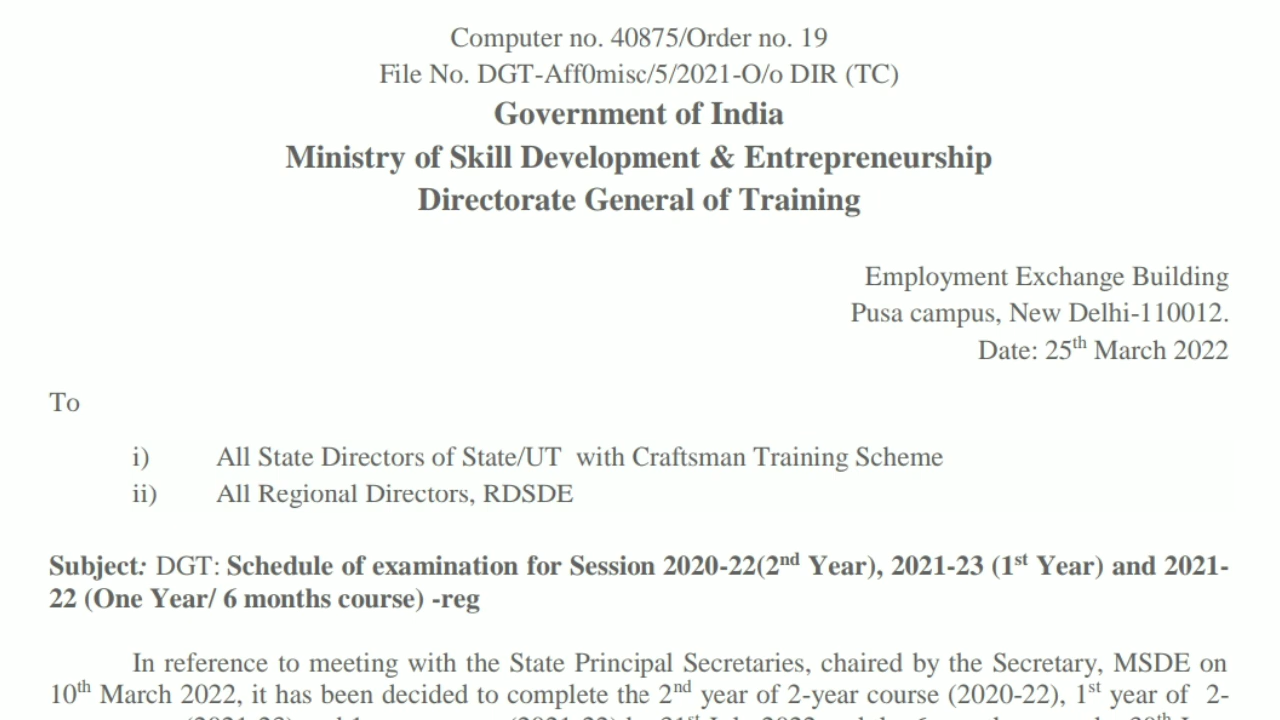 Computer no. 40875/Order no. 19
File No. DGT-Aff0misc/5/2021-O/o DIR (TC)
Government of India
Ministry of Skill Development & Entrepreneurship
Directorate General of Training
Employment Exchange Building
Pusa campus, New Delhi-110012.
Date: 25th March 2022
To
i) All State Directors of State/UT with Craftsman Training Scheme
ii) All Regional Directors, RDSDE
Subject: DGT: Schedule of examination for Session 2020-22(2nd Year), 2021-23 (1st Year) and 2021-
22 (One Year/ 6 months course) -reg
In reference to meeting with the State Principal Secretaries, chaired by the Secretary, MSDE on
10th March 2022, it has been decided to complete the 2nd year of 2-year course (2020-22), 1st year of 2-